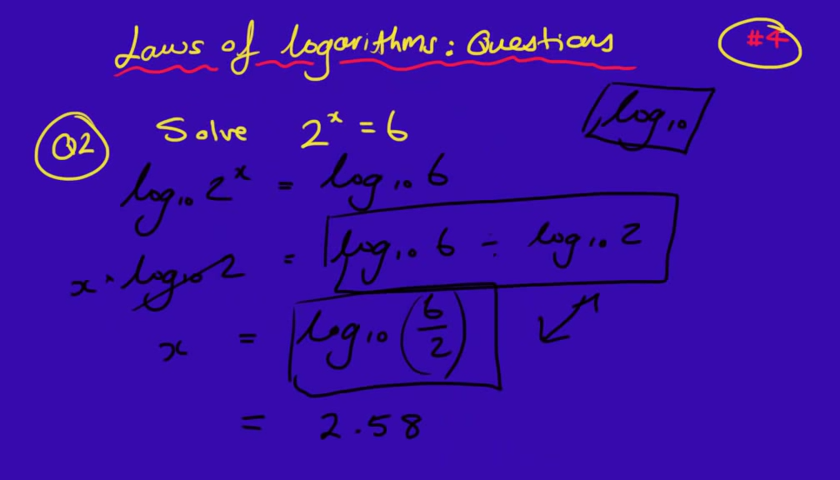 Laws of logarithms: Questions
#4
log₁₀
Q2
Solve 2ˣ = 6
log₁₀ 2ˣ = log₁₀ 6
x · log₁₀ 2 = log₁₀ 6 ÷ log₁₀ 2
x = log₁₀ (6/2)
= 2.58